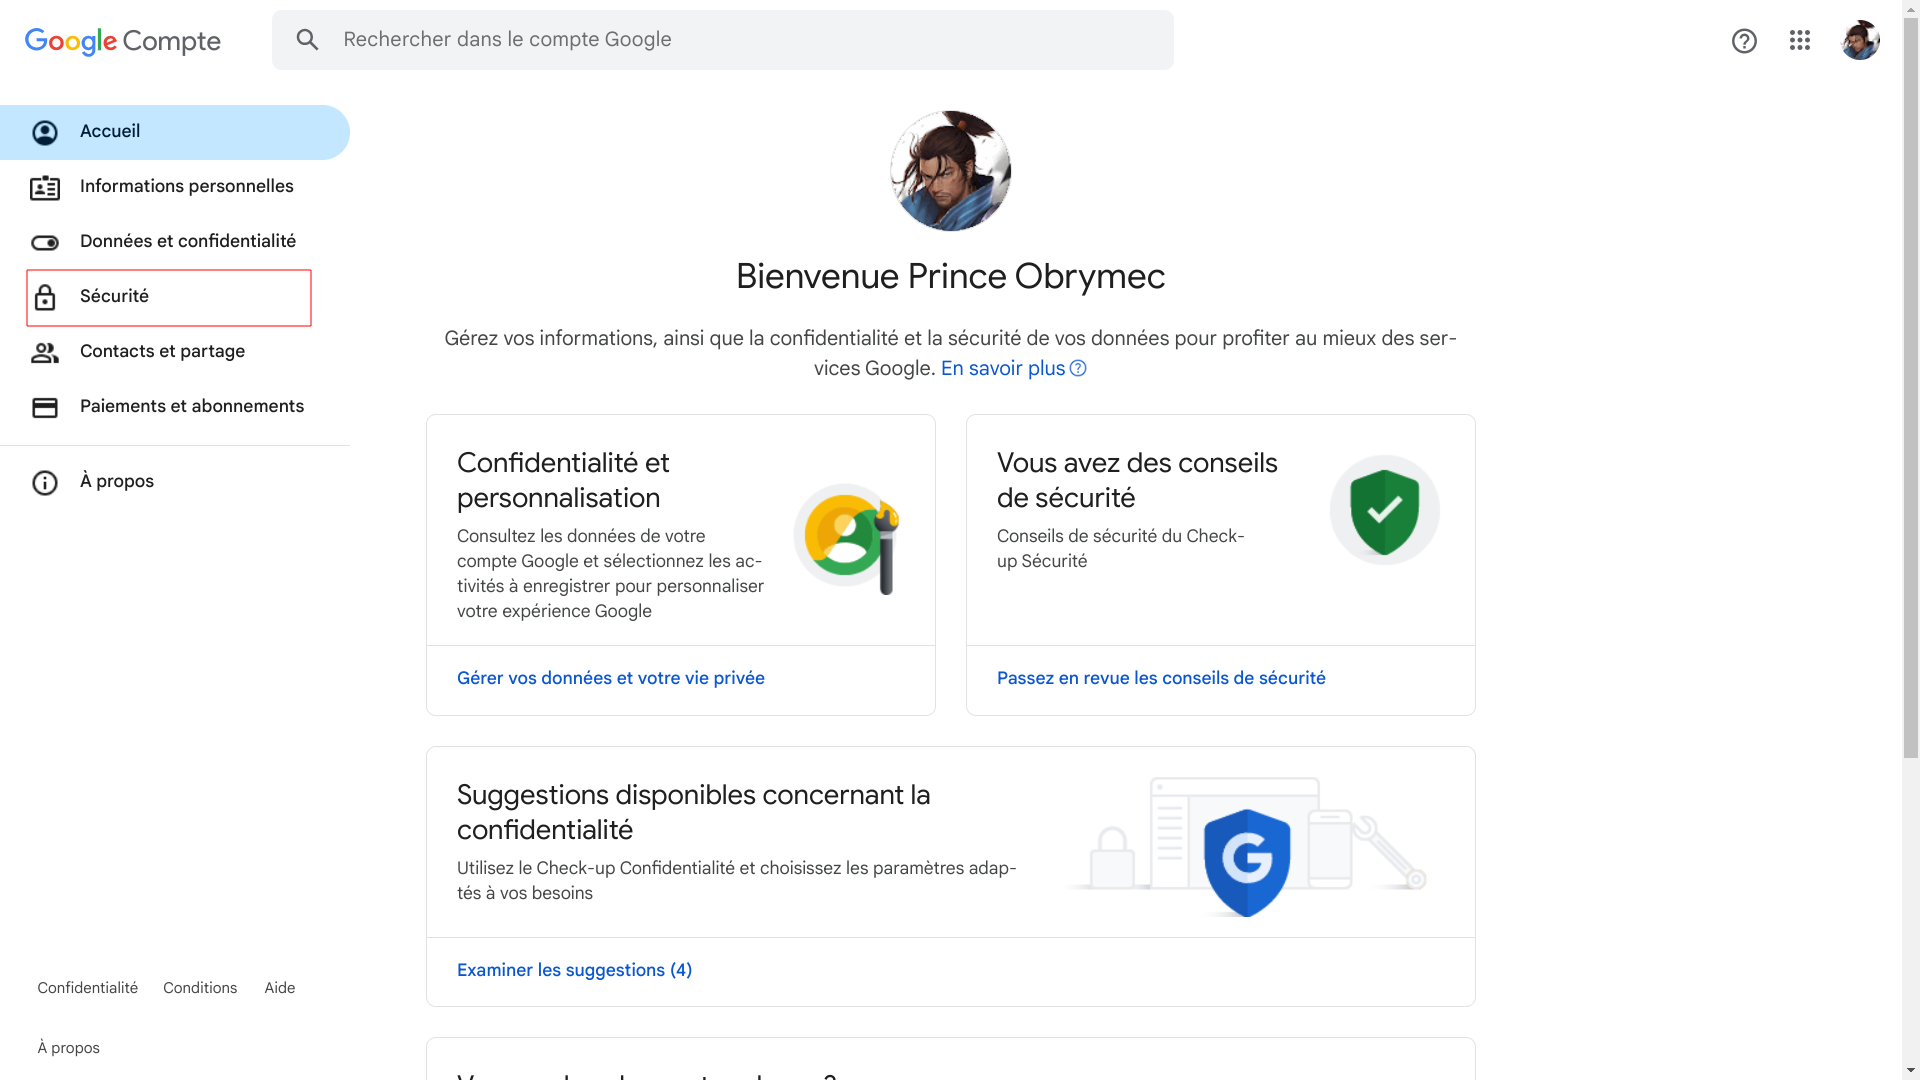 Google Compte
Rechercher dans le compte Google
Accueil
Informations personnelles
Données et confidentialité
Sécurité
Contacts et partage
Paiements et abonnements
À propos
Bienvenue Prince Obrymec
Gérez vos informations, ainsi que la confidentialité et la sécurité de vos données pour profiter au mieux des ser-
vices Google. En savoir plus
Confidentialité et
personnalisation
Consultez les données de votre
compte Google et sélectionnez les ac-
tivités à enregistrer pour personnaliser
votre expérience Google
Gérer vos données et votre vie privée
Vous avez des conseils
de sécurité
Conseils de sécurité du Check-
up Sécurité
Passez en revue les conseils de sécurité
Suggestions disponibles concernant la
confidentialité
Utilisez le Check-up Confidentialité et choisissez les paramètres adap-
tés à vos besoins
G
Examiner les suggestions (4)
Confidentialité Conditions Aide
À propos